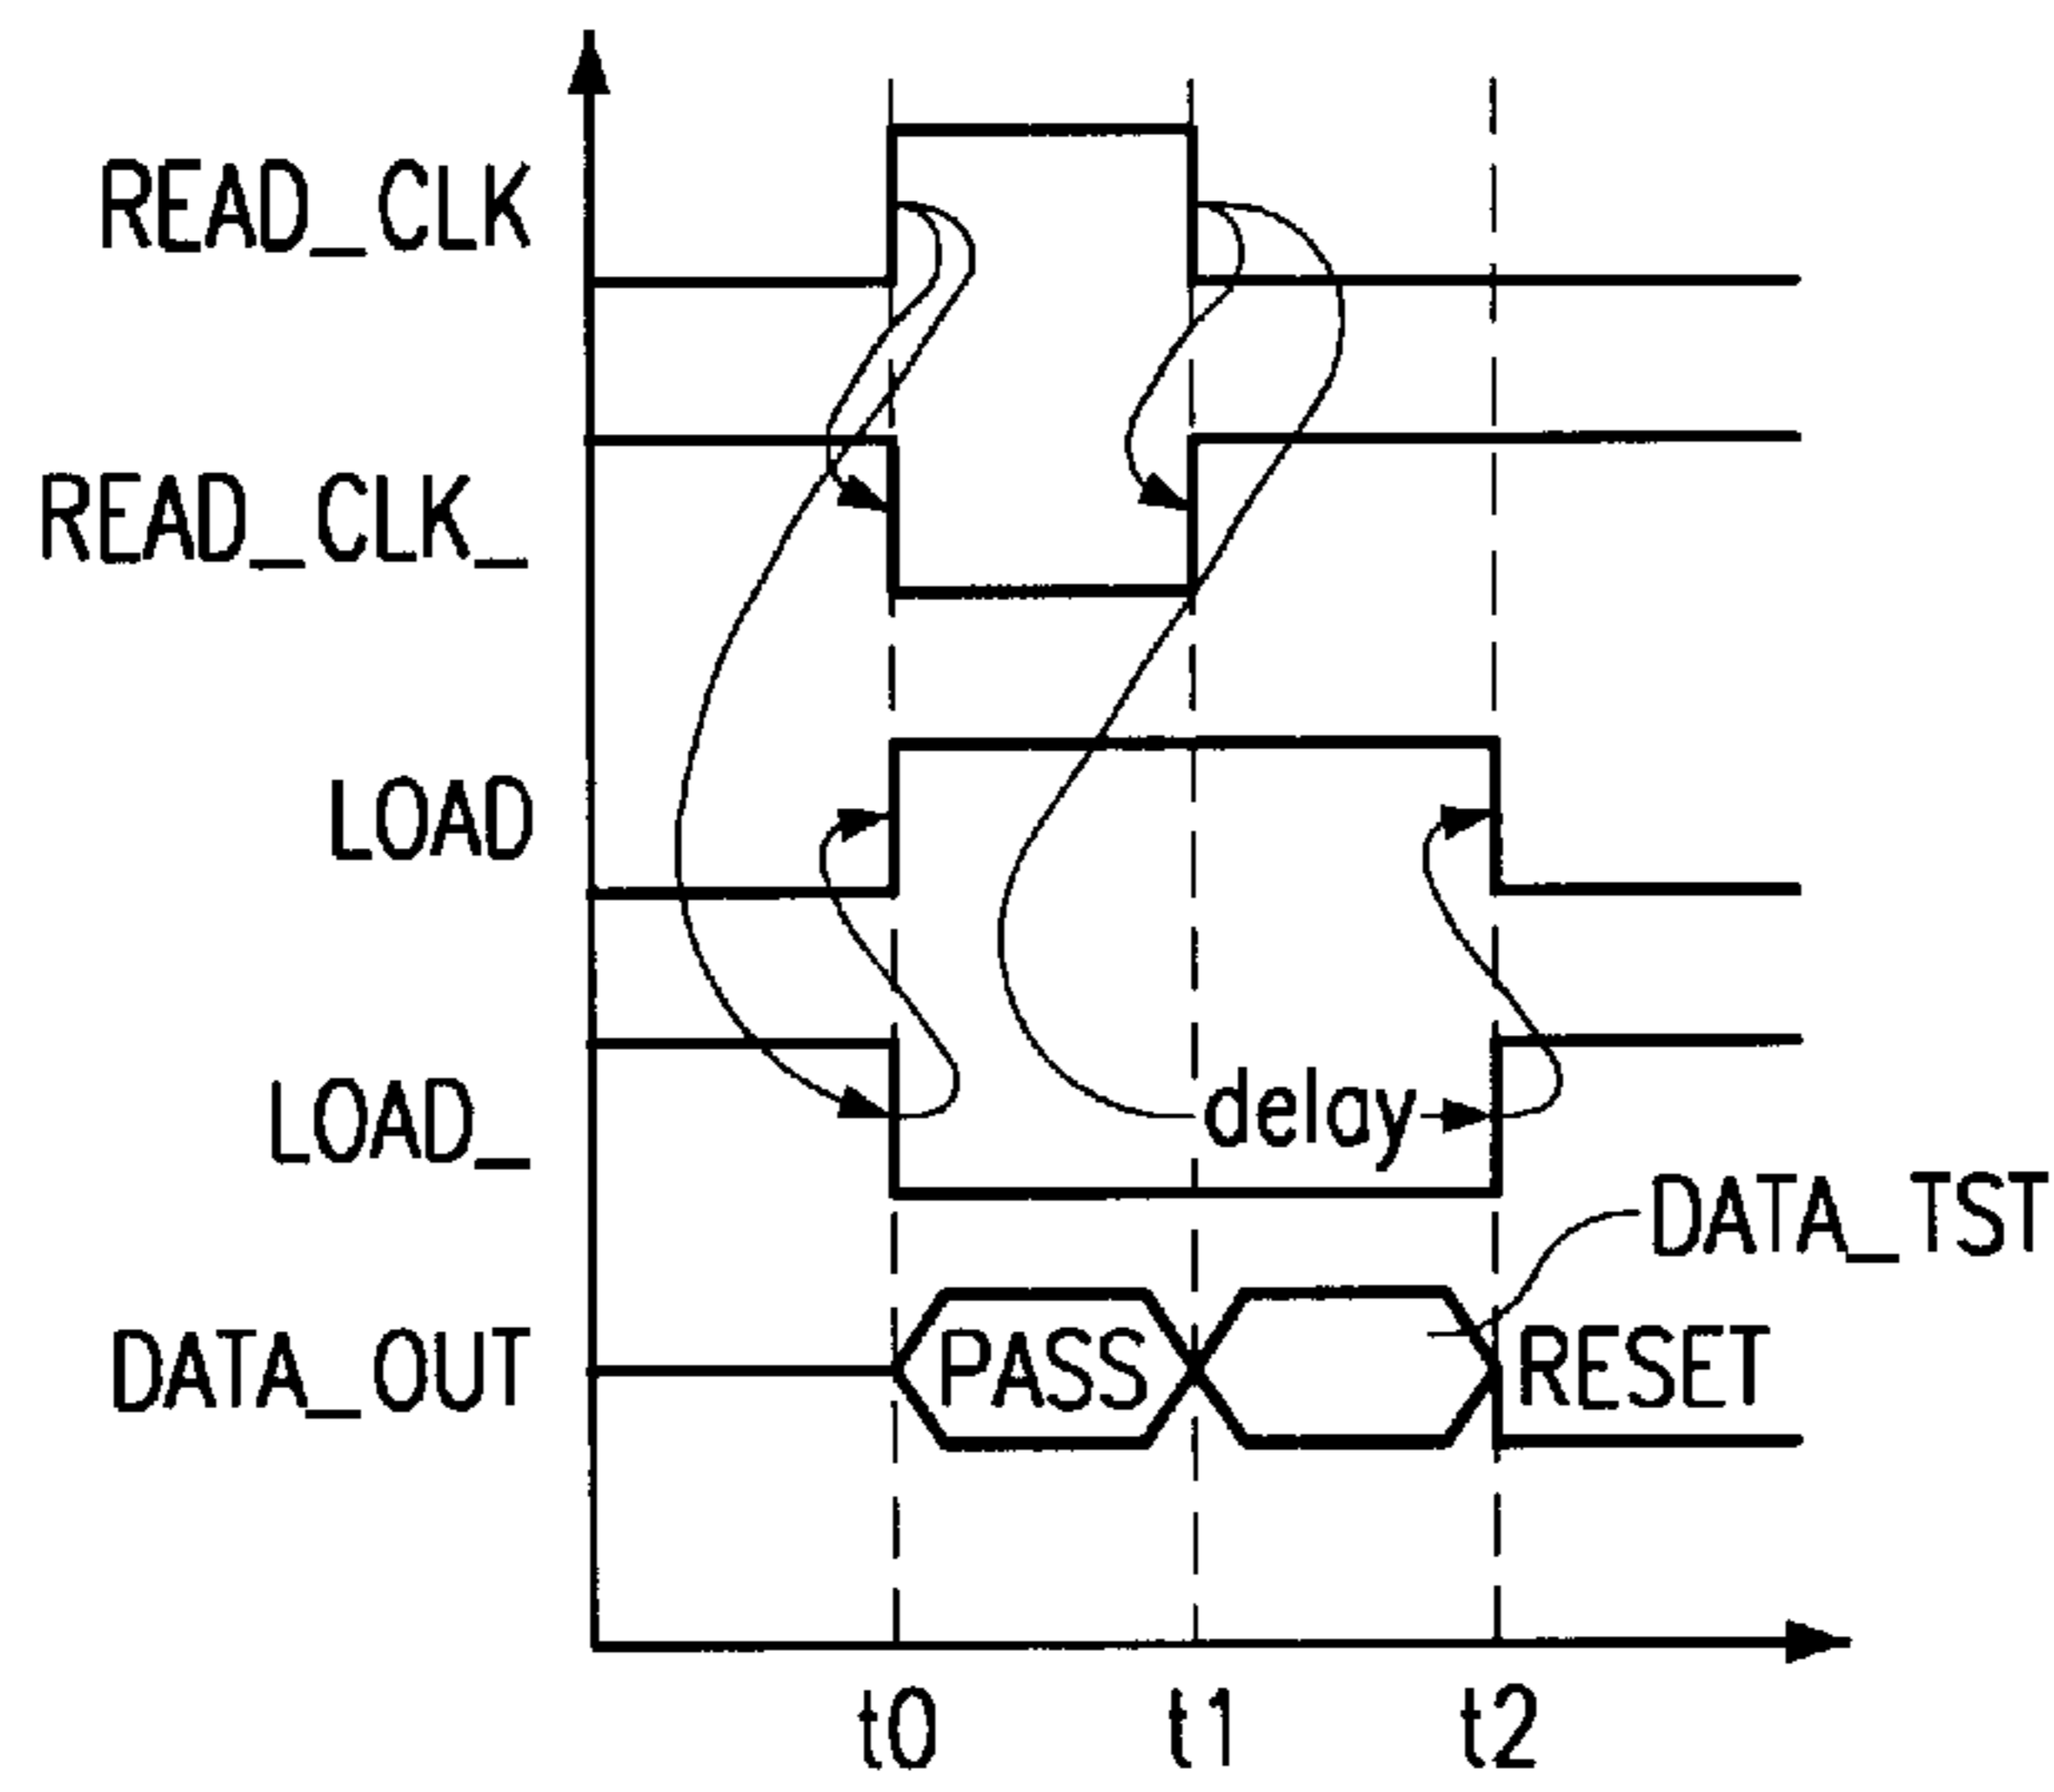 READ_CLK
READ_CLK_
LOAD
LOAD_
delay
DATA_TST
DATA_OUT PASS RESET
t0 t1 t2